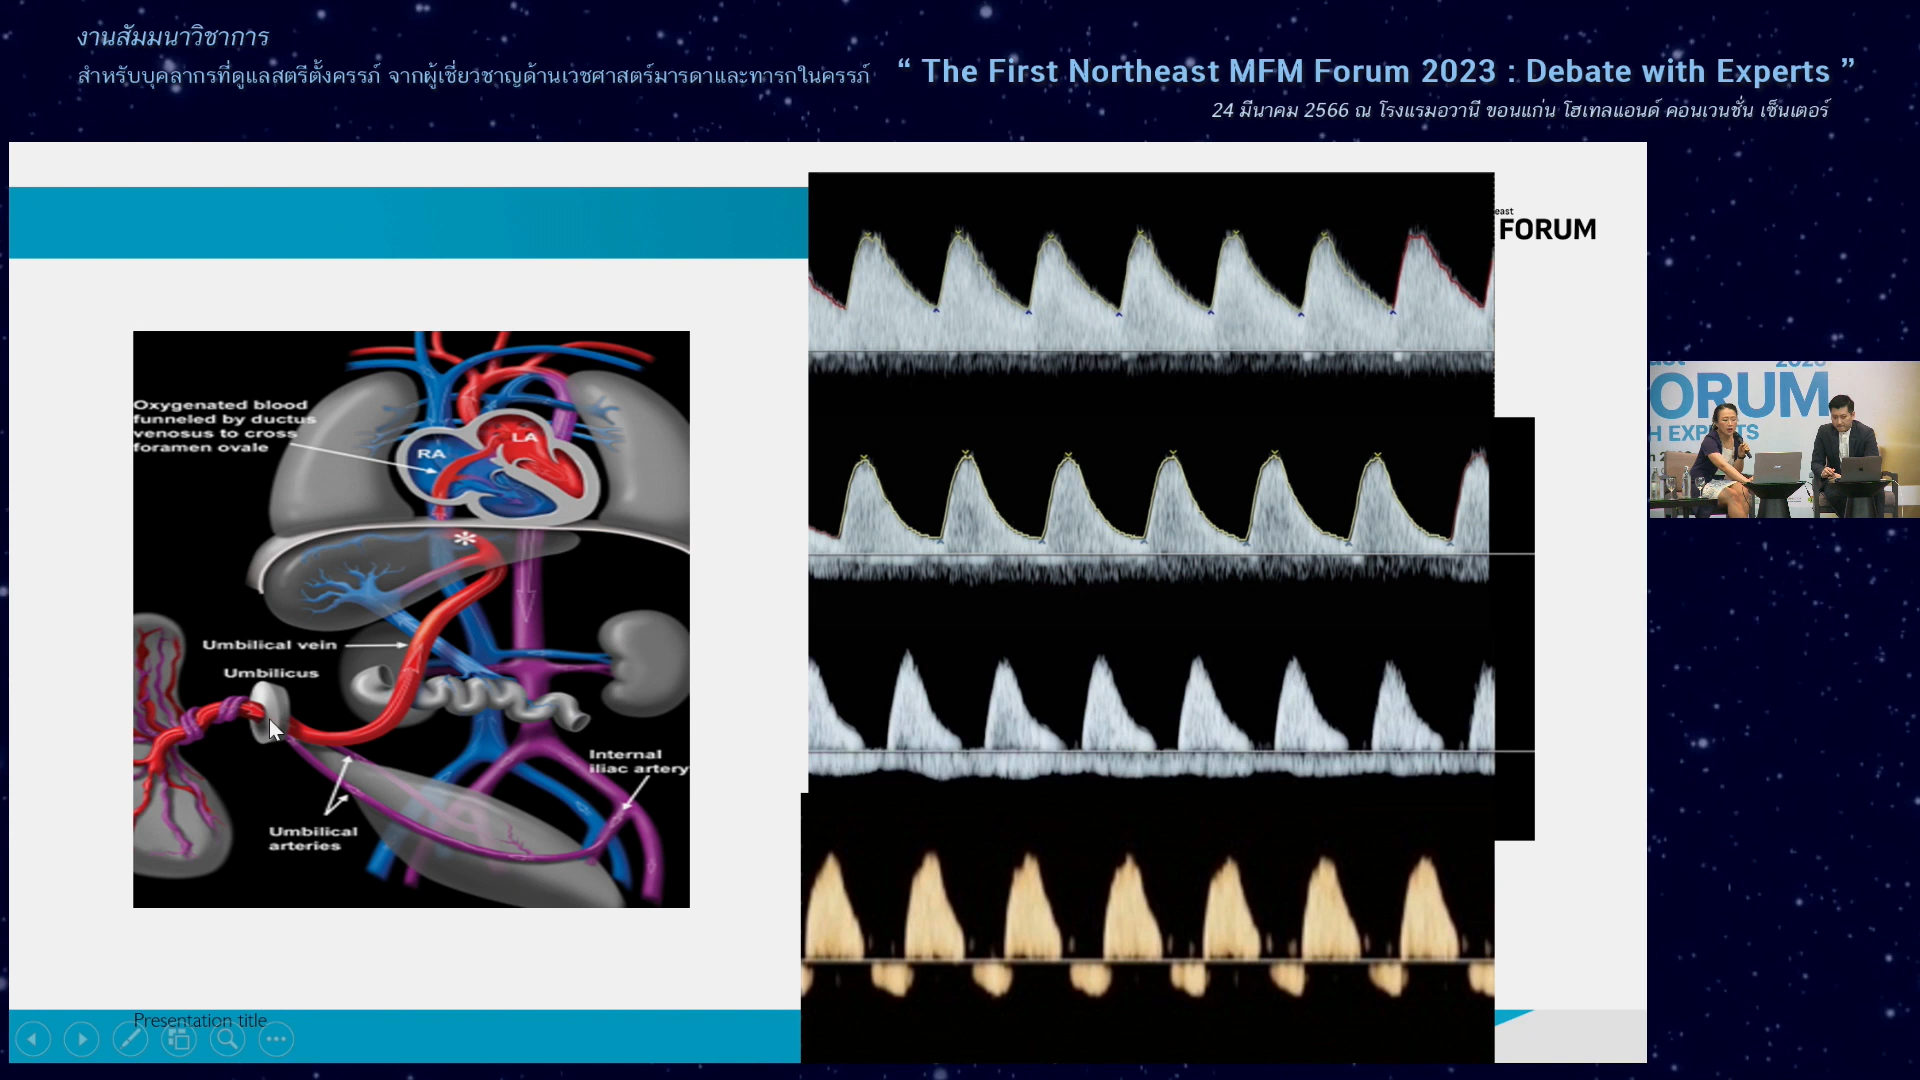 งานสัมมนาวิชาการ
สำหรับบุคลากรที่ดูแลสตรีตั้งครรภ์ จากผู้เชี่ยวชาญด้านเวชศาสตร์มารดาและทารกในครรภ์
“ The First Northeast MFM Forum 2023 : Debate with Experts ”
24 มีนาคม 2566 ณ โรงแรมอวานี ขอนแก่น โฮเทลแอนด์ คอนเวนชั่น เซ็นเตอร์
east
FORUM
Oxygenated blood
funneled by ductus
venosus to cross
foramen ovale
RA
LA
*
Umbilical vein
Umbilicus
Internal
iliac artery
Umbilical
arteries
Presentation title
2023
ORUM
H EXPERTS